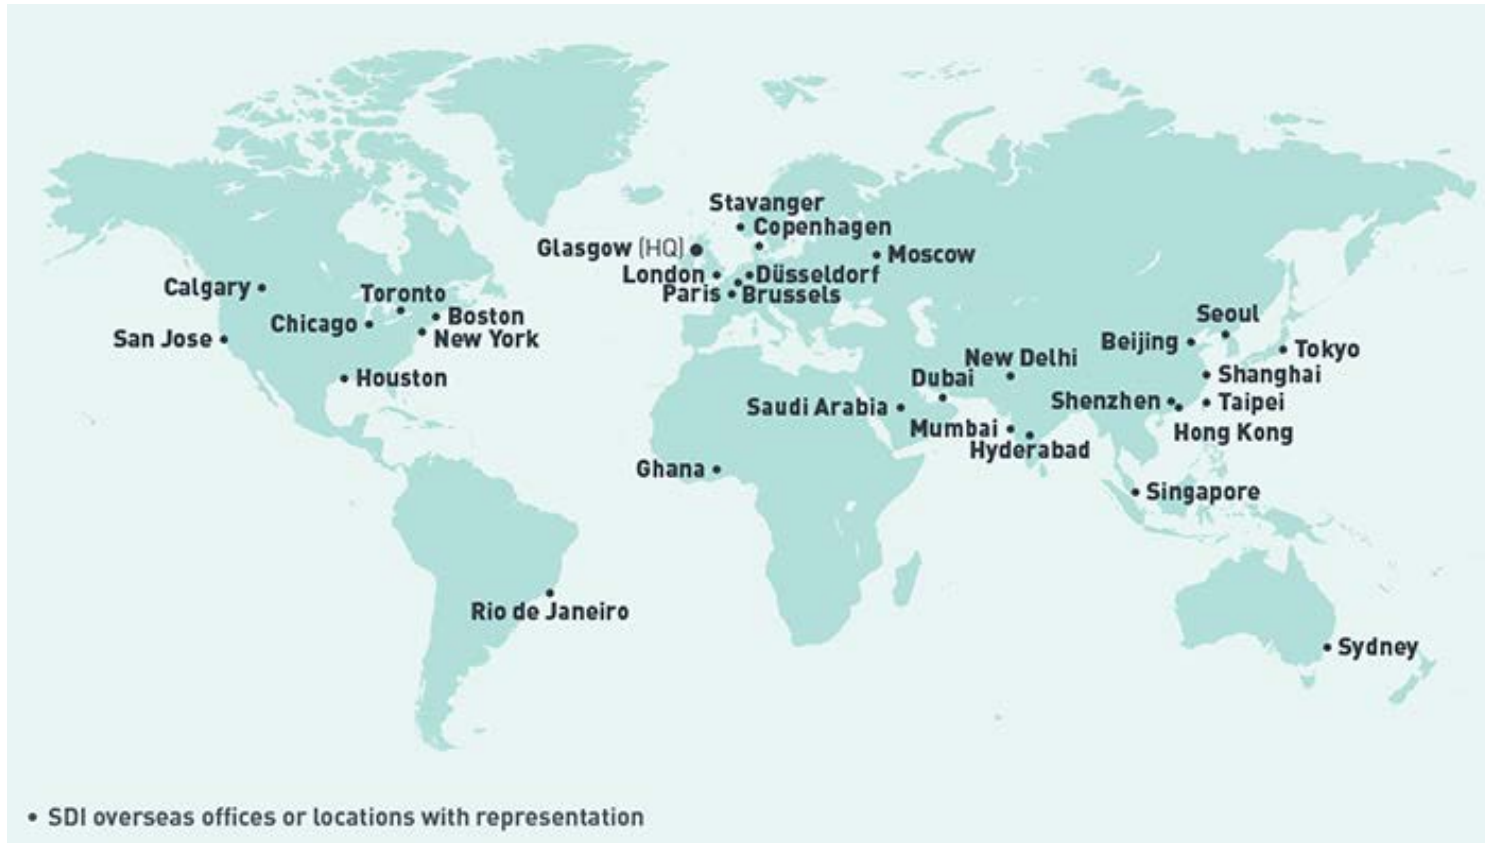 Stavanger
Copenhagen
Glasgow (HQ)
Moscow
London
Düsseldorf
Paris
Brussels
Calgary
Toronto
Boston
Chicago
New York
San Jose
Houston
Seoul
Beijing
Tokyo
New Delhi
Shanghai
Dubai
Saudi Arabia
Shenzhen
Taipei
Mumbai
Hong Kong
Hyderabad
Ghana
Singapore
Rio de Janeiro
Sydney
• SDI overseas offices or locations with representation